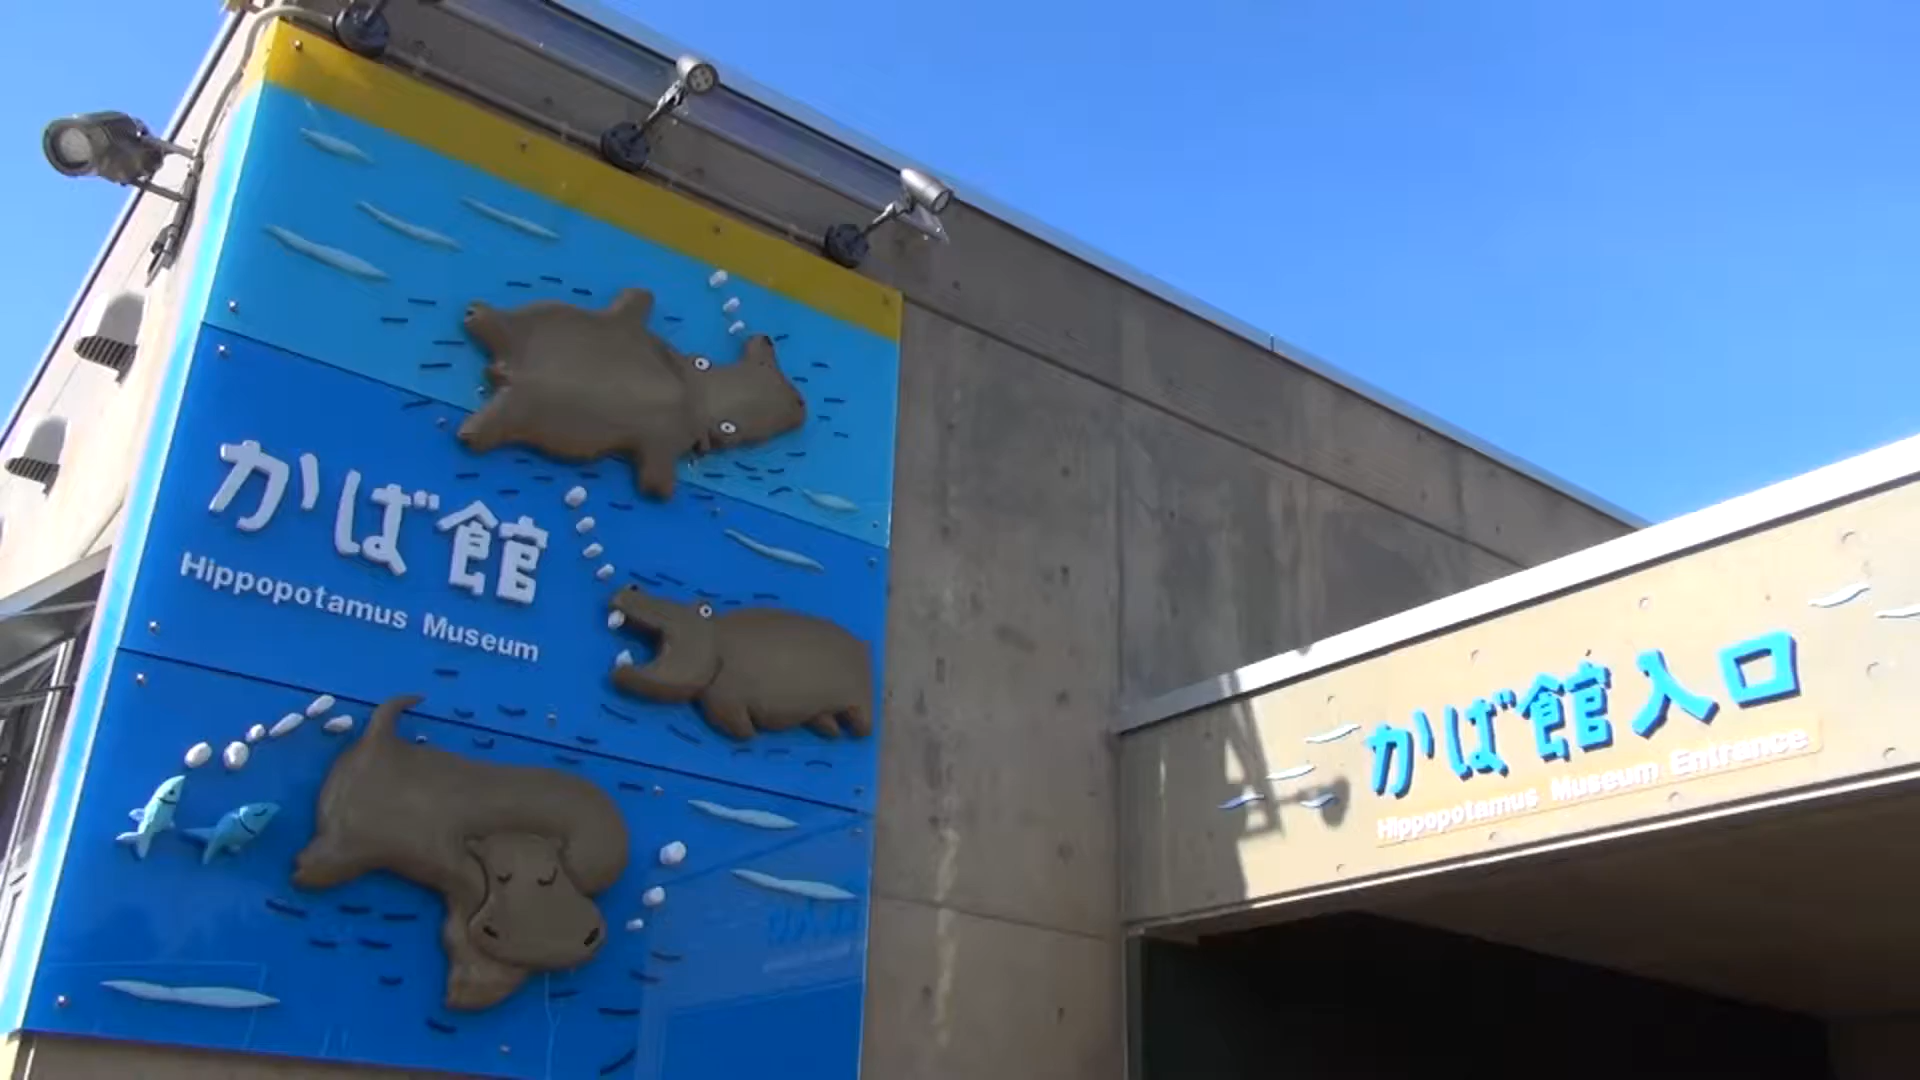 かば館
Hippopotamus Museum
かば館入口
Hippopotamus Museum Entrance